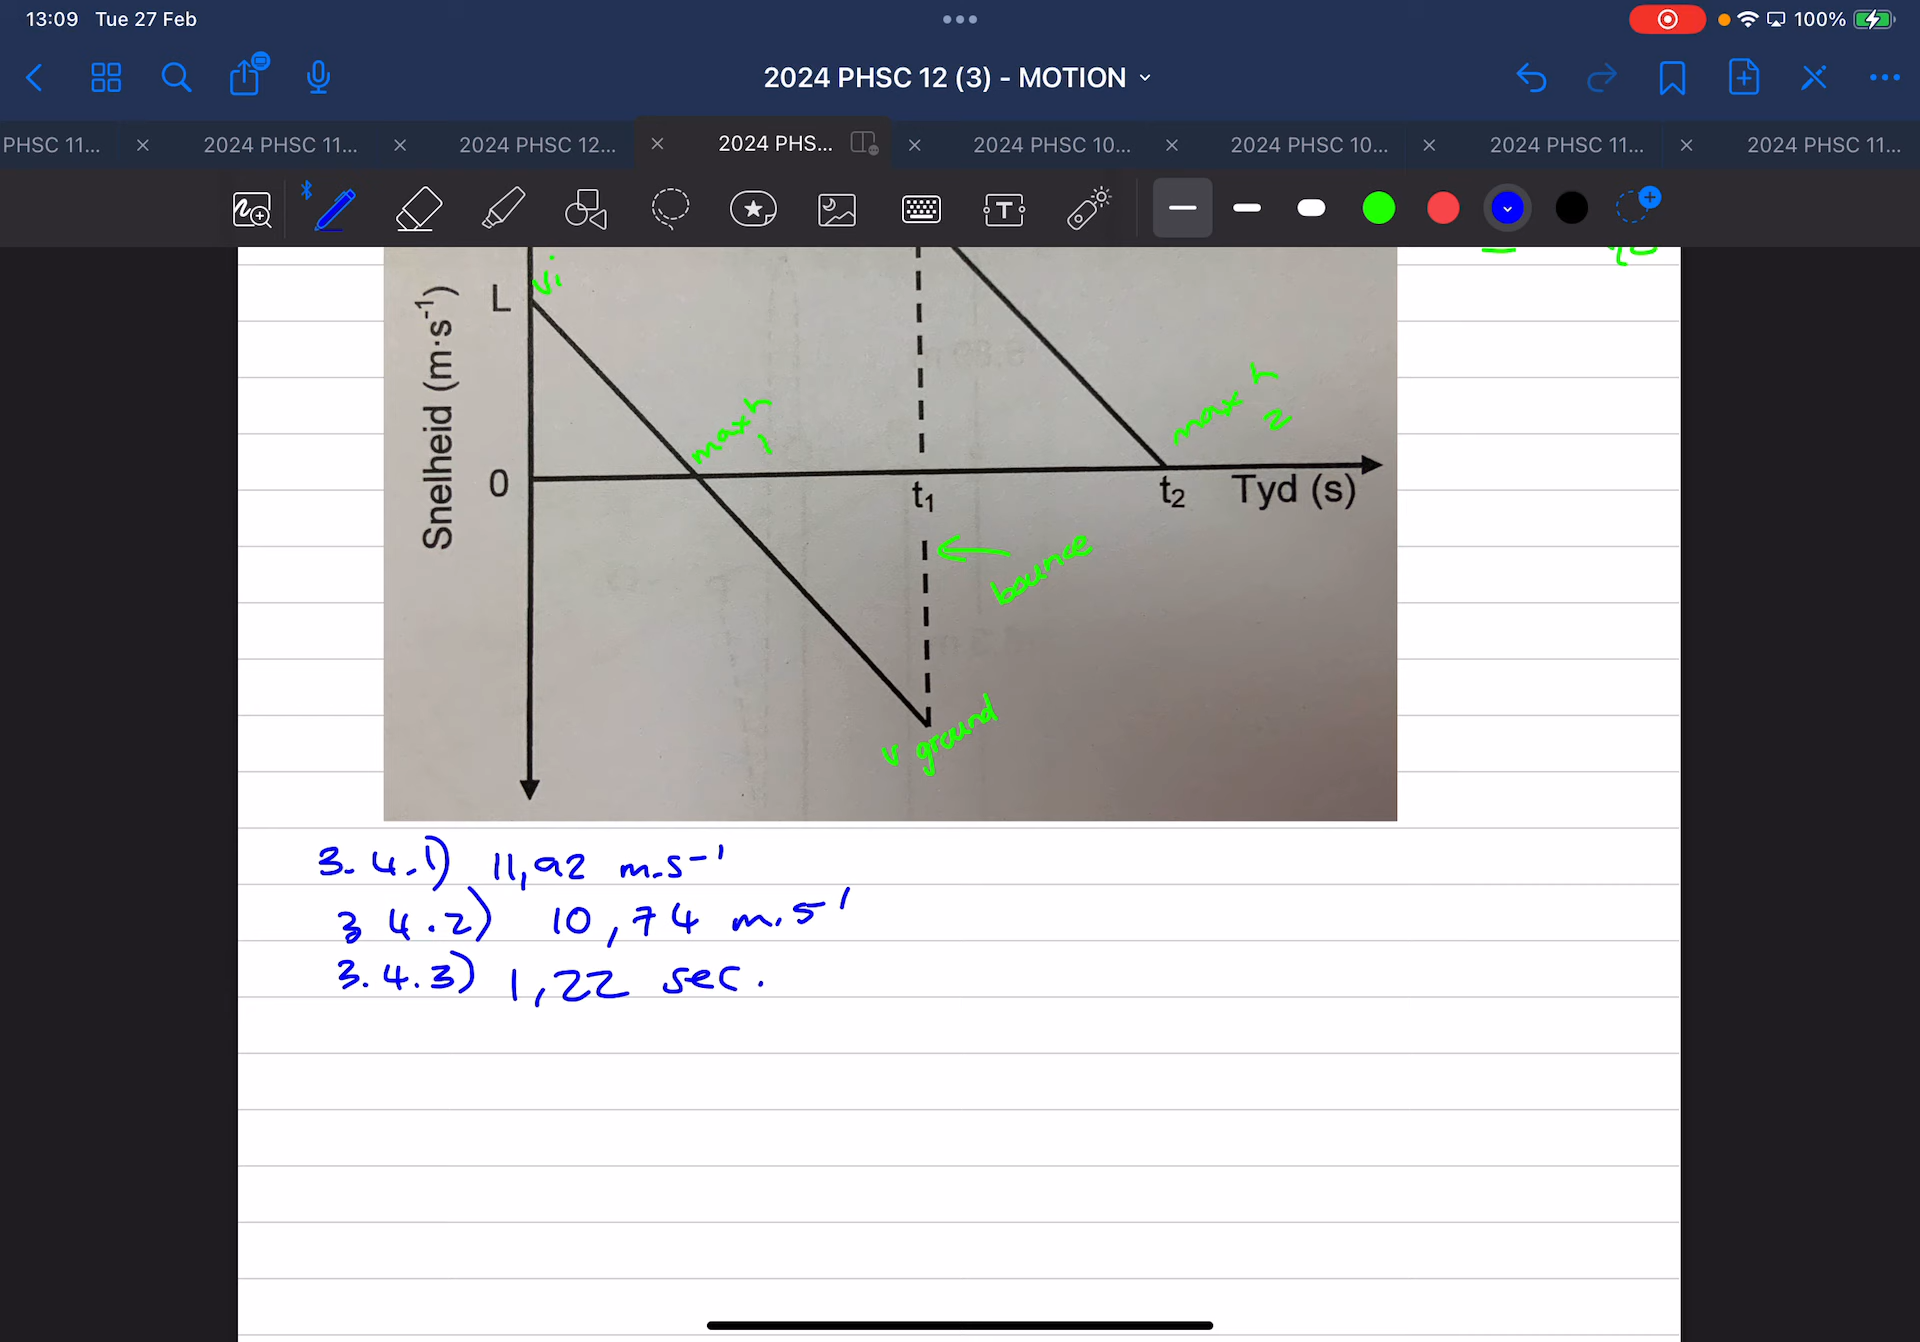 13:09 Tue 27 Feb
100%
2024 PHSC 12 (3) - MOTION
PHSC 11...
2024 PHSC 11...
2024 PHSC 12...
2024 PHS...
2024 PHSC 10...
2024 PHSC 10...
2024 PHSC 11...
2024 PHSC 11...
T
vi
L
Snelheid (m·s⁻¹)
max h 1
max h 2
0
t₁
t₂
Tyd (s)
bounce
v ground
3.4.1) 11,92 m.s⁻¹
3 4.2) 10,74 m.s⁻¹
3.4.3) 1,22 sec.